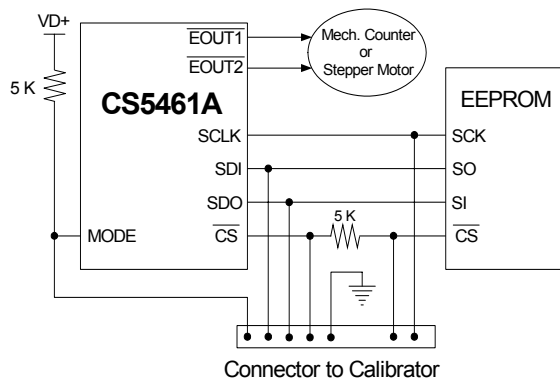 VD+
5 K
CS5461A
EOUT1
EOUT2
SCLK
SDI
SDO
CS
MODE
Mech. Counter
or
Stepper Motor
EEPROM
SCK
SO
SI
CS
5 K
Connector to Calibrator